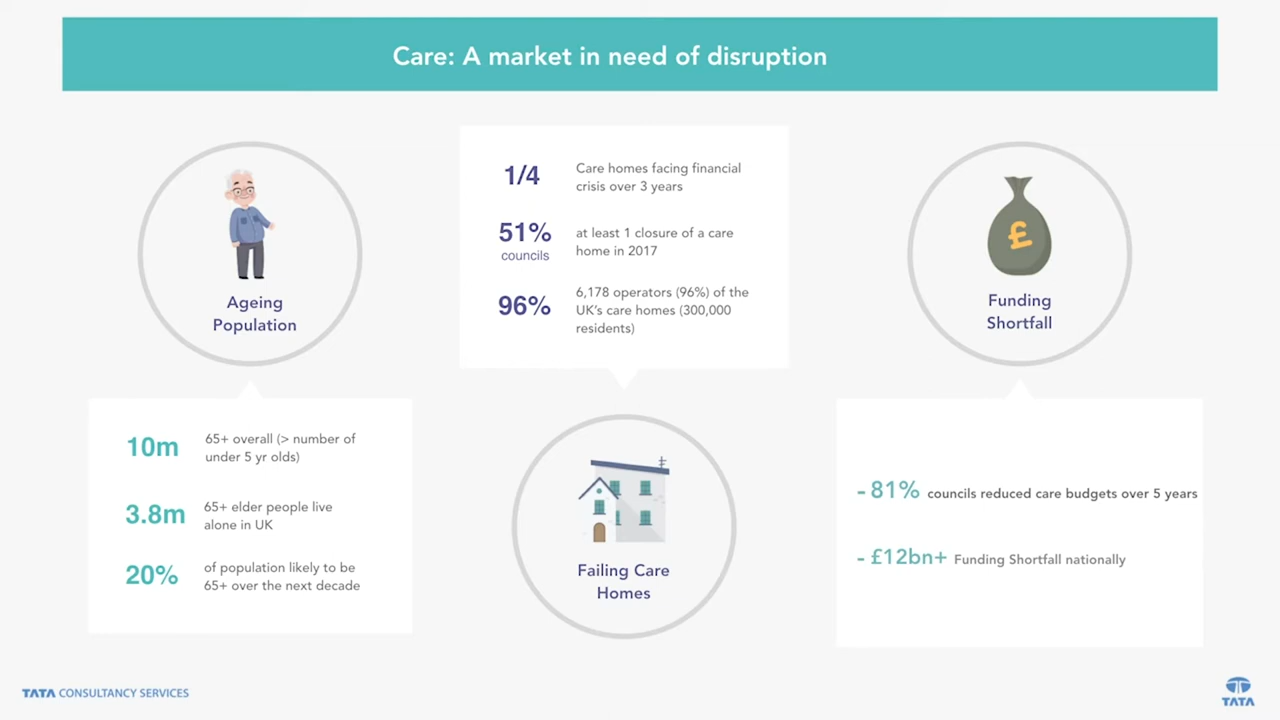 Care: A market in need of disruption
Ageing
Population
10m
65+ overall (> number of
under 5 yr olds)
3.8m
65+ elder people live
alone in UK
20%
of population likely to be
65+ over the next decade
1/4
Care homes facing financial
crisis over 3 years
51%
councils
at least 1 closure of a care
home in 2017
96%
6,178 operators (96%) of the
UK's care homes (300,000
residents)
Failing Care
Homes
£
Funding
Shortfall
- 81% councils reduced care budgets over 5 years
- £12bn+ Funding Shortfall nationally
TATA CONSULTANCY SERVICES
TATA